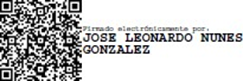 Firmado electrónicamente por:
JOSE LEONARDO NUNES
GONZALEZ